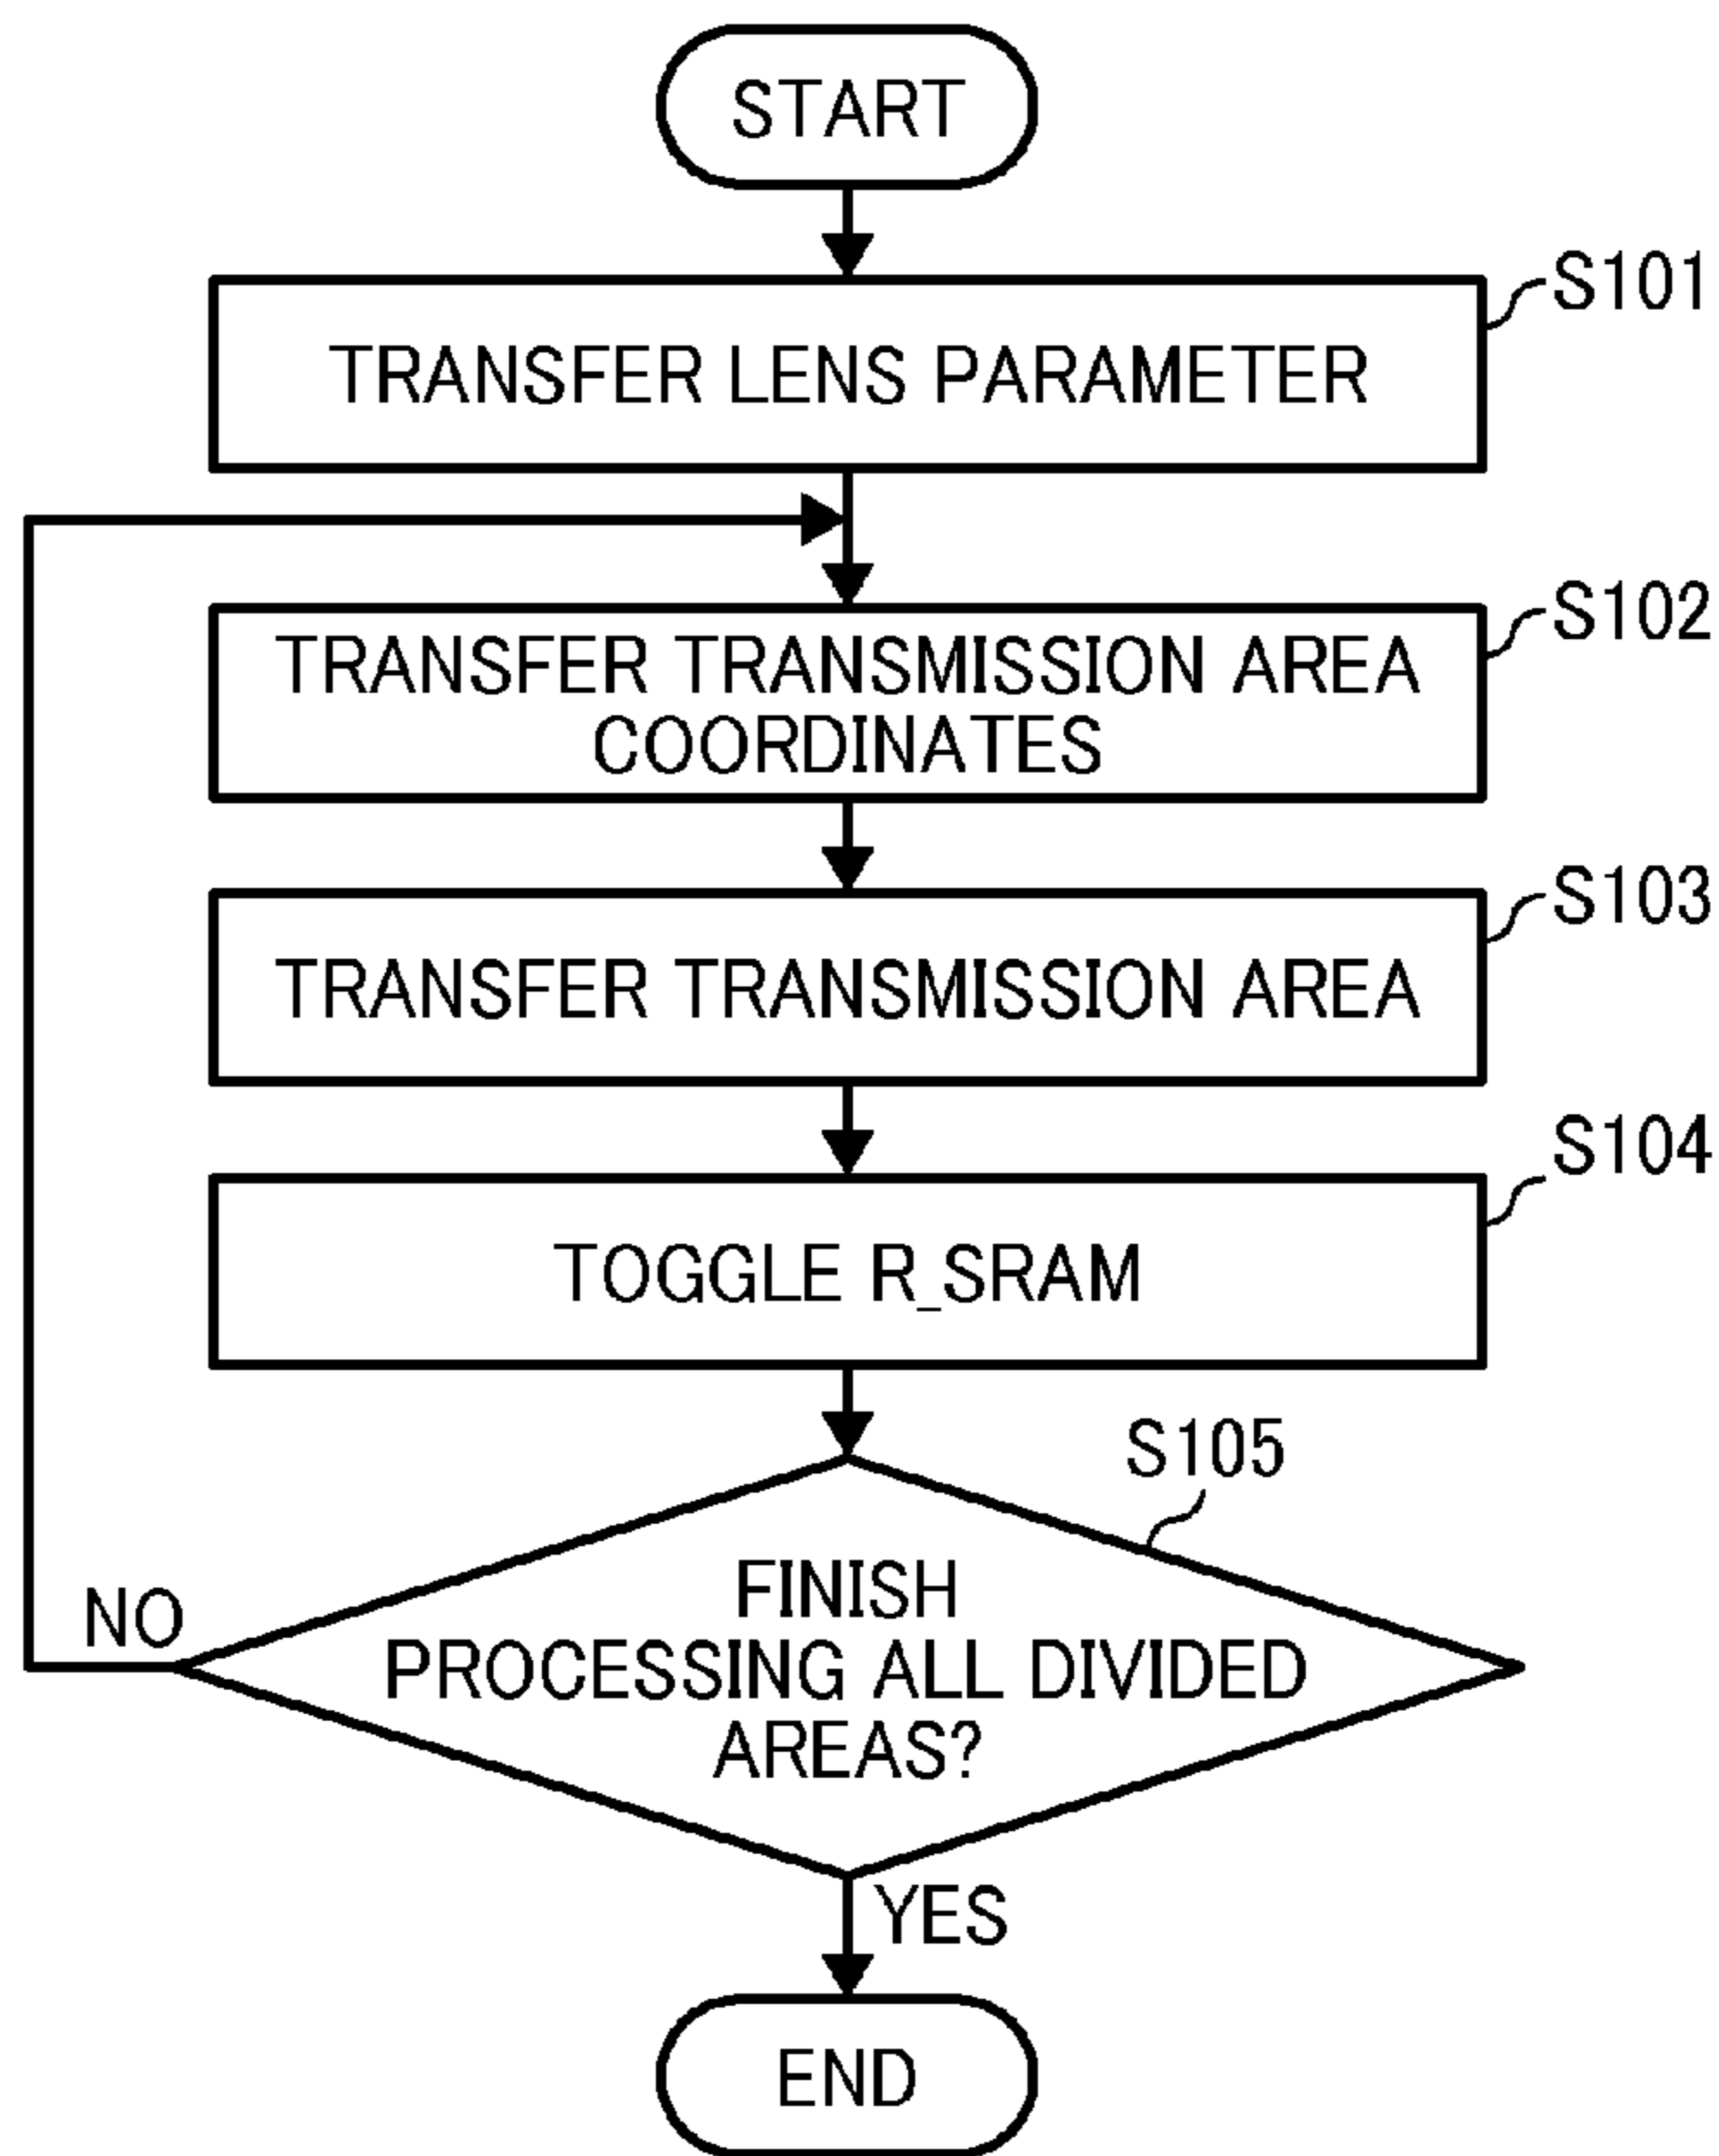 START
S101
TRANSFER LENS PARAMETER
S102
TRANSFER TRANSMISSION AREA
COORDINATES
S103
TRANSFER TRANSMISSION AREA
S104
TOGGLE R_SRAM
S105
FINISH
PROCESSING ALL DIVIDED
AREAS?
NO
YES
END